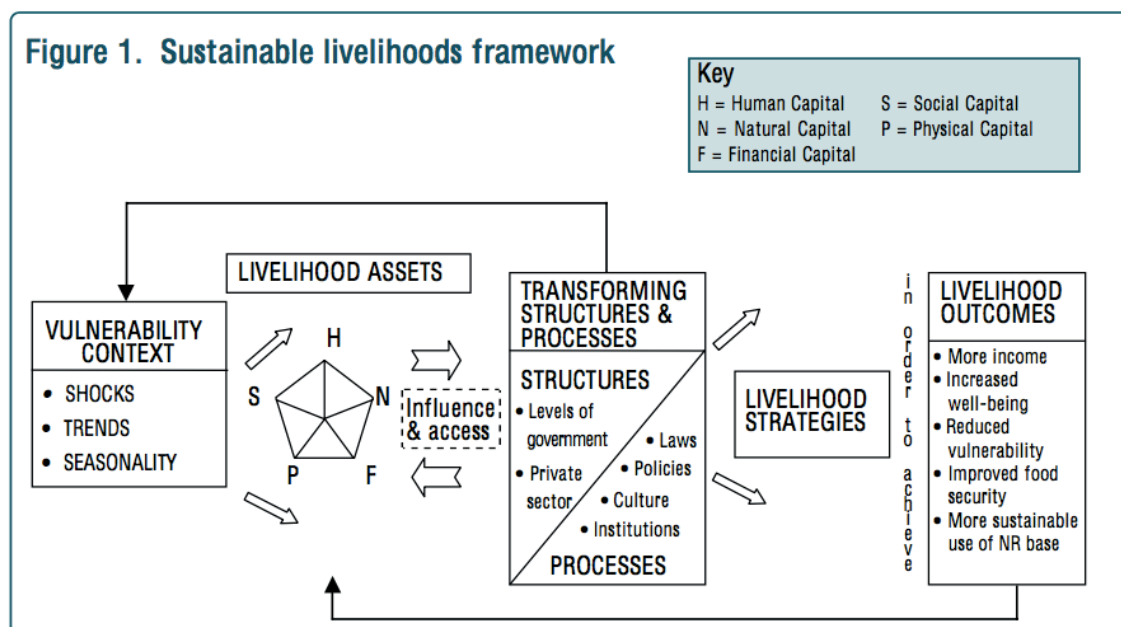 Figure 1. Sustainable livelihoods framework
Key
H = Human Capital S = Social Capital
N = Natural Capital P = Physical Capital
F = Financial Capital
LIVELIHOOD ASSETS
VULNERABILITY
CONTEXT
• SHOCKS
• TRENDS
• SEASONALITY
H
S
N
P
F
Influence
& access
TRANSFORMING
STRUCTURES &
PROCESSES
STRUCTURES
• Levels of
government
• Private
sector
• Laws
• Policies
• Culture
• Institutions
PROCESSES
LIVELIHOOD
STRATEGIES
in order to achieve
LIVELIHOOD
OUTCOMES
• More income
• Increased
well-being
• Reduced
vulnerability
• Improved food
security
• More sustainable
use of NR base